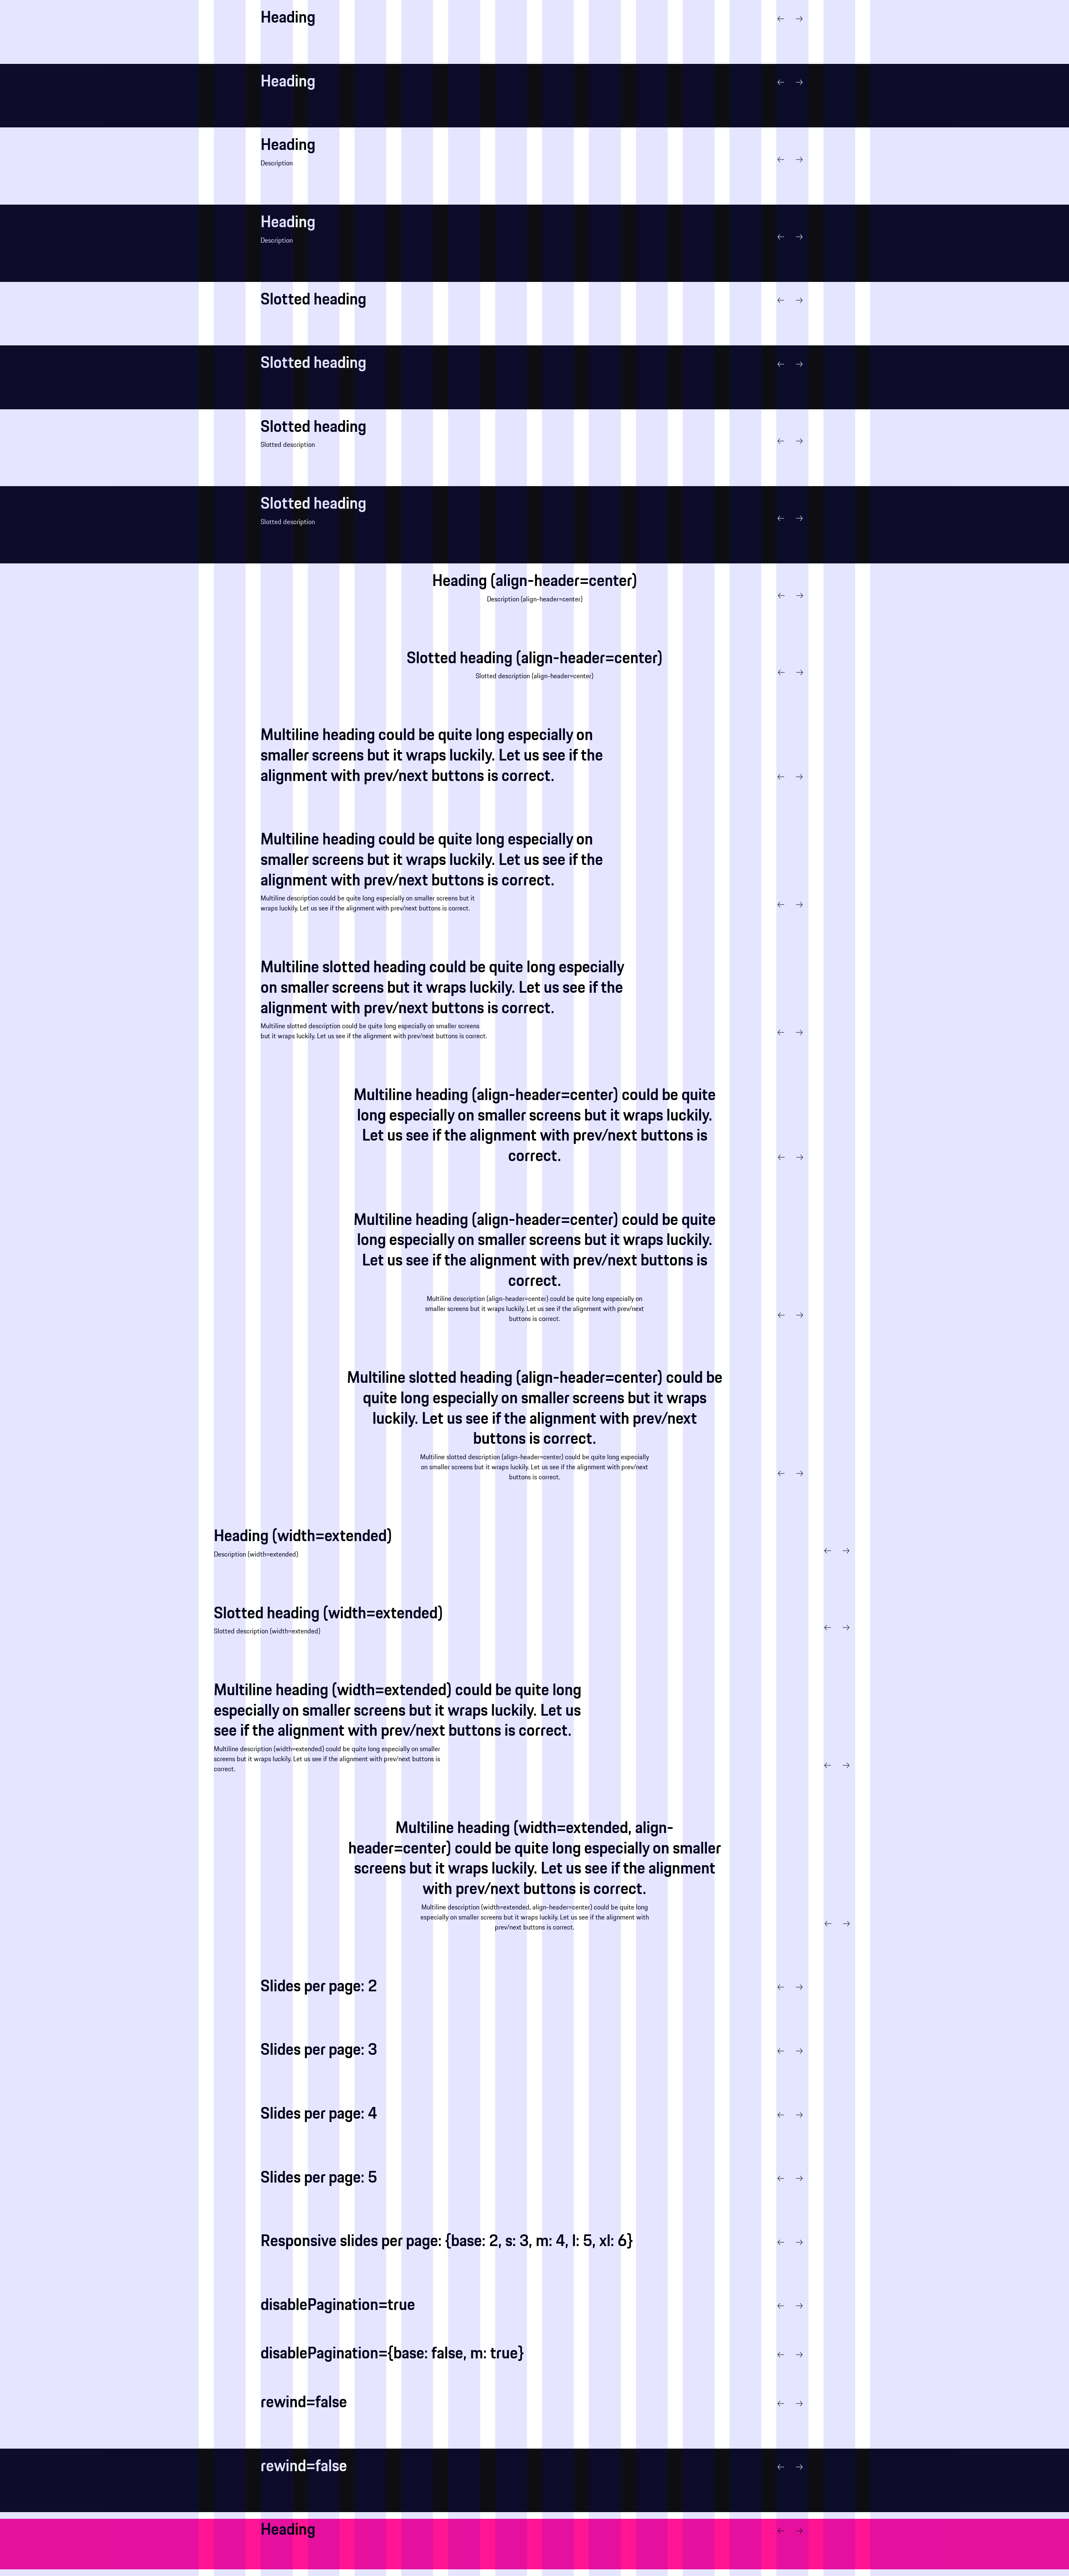 Heading
Heading
Heading
Description
Heading
Description
Slotted heading
Slotted heading
Slotted heading
Slotted description
Slotted heading
Slotted description
Heading (align-header=center)
Description (align-header=center)
Slotted heading (align-header=center)
Slotted description (align-header=center)
Multiline heading could be quite long especially on
smaller screens but it wraps luckily. Let us see if the
alignment with prev/next buttons is correct.
Multiline heading could be quite long especially on
smaller screens but it wraps luckily. Let us see if the
alignment with prev/next buttons is correct.
Multiline description could be quite long especially on smaller screens but it
wraps luckily. Let us see if the alignment with prev/next buttons is correct.
Multiline slotted heading could be quite long especially
on smaller screens but it wraps luckily. Let us see if the
alignment with prev/next buttons is correct.
Multiline slotted description could be quite long especially on smaller screens
but it wraps luckily. Let us see if the alignment with prev/next buttons is correct.
Multiline heading (align-header=center) could be quite
long especially on smaller screens but it wraps luckily.
Let us see if the alignment with prev/next buttons is
correct.
Multiline heading (align-header=center) could be quite
long especially on smaller screens but it wraps luckily.
Let us see if the alignment with prev/next buttons is
correct.
Multiline description (align-header=center) could be quite long especially on
smaller screens but it wraps luckily. Let us see if the alignment with prev/next
buttons is correct.
Multiline slotted heading (align-header=center) could be
quite long especially on smaller screens but it wraps
luckily. Let us see if the alignment with prev/next
buttons is correct.
Multiline slotted description (align-header=center) could be quite long especially
on smaller screens but it wraps luckily. Let us see if the alignment with prev/next
buttons is correct.
Heading (width=extended)
Description (width=extended)
Slotted heading (width=extended)
Slotted description (width=extended)
Multiline heading (width=extended) could be quite long
especially on smaller screens but it wraps luckily. Let us
see if the alignment with prev/next buttons is correct.
Multiline description (width=extended) could be quite long especially on smaller
screens but it wraps luckily. Let us see if the alignment with prev/next buttons is
correct.
Multiline heading (width=extended, align-
header=center) could be quite long especially on smaller
screens but it wraps luckily. Let us see if the alignment
with prev/next buttons is correct.
Multiline description (width=extended, align-header=center) could be quite long
especially on smaller screens but it wraps luckily. Let us see if the alignment with
prev/next buttons is correct.
Slides per page: 2
Slides per page: 3
Slides per page: 4
Slides per page: 5
Responsive slides per page: {base: 2, s: 3, m: 4, l: 5, xl: 6}
disablePagination=true
disablePagination={base: false, m: true}
rewind=false
rewind=false
Heading